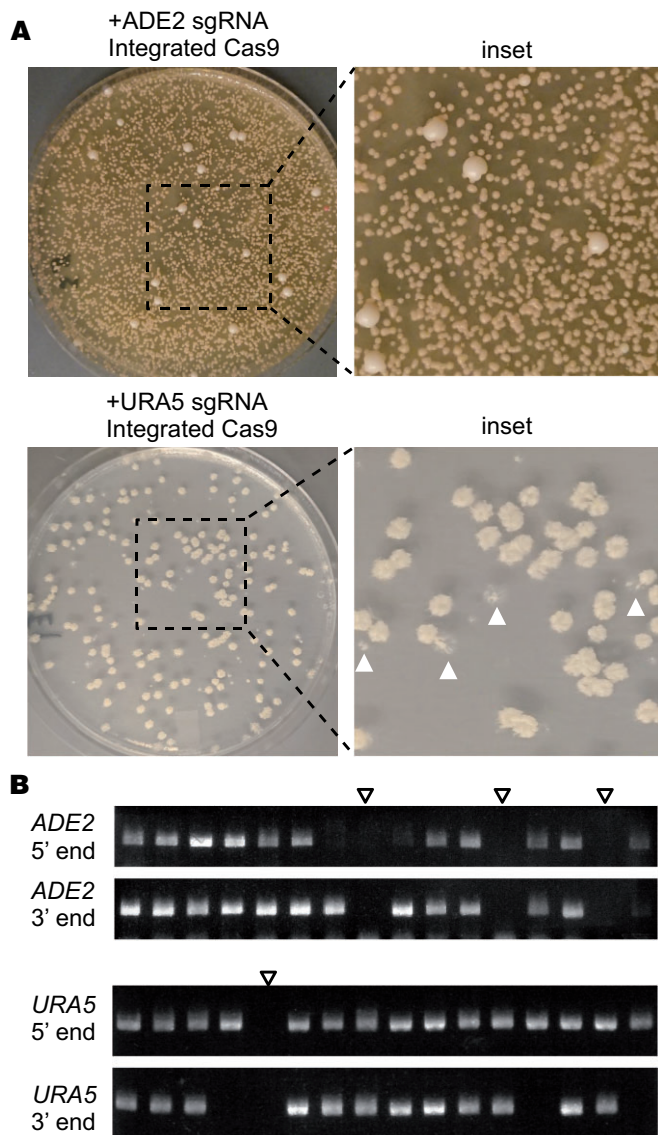 A
+ADE2 sgRNA
Integrated Cas9
inset
+URA5 sgRNA
Integrated Cas9
inset
B
ADE2
5’ end
ADE2
3’ end
URA5
5’ end
URA5
3’ end